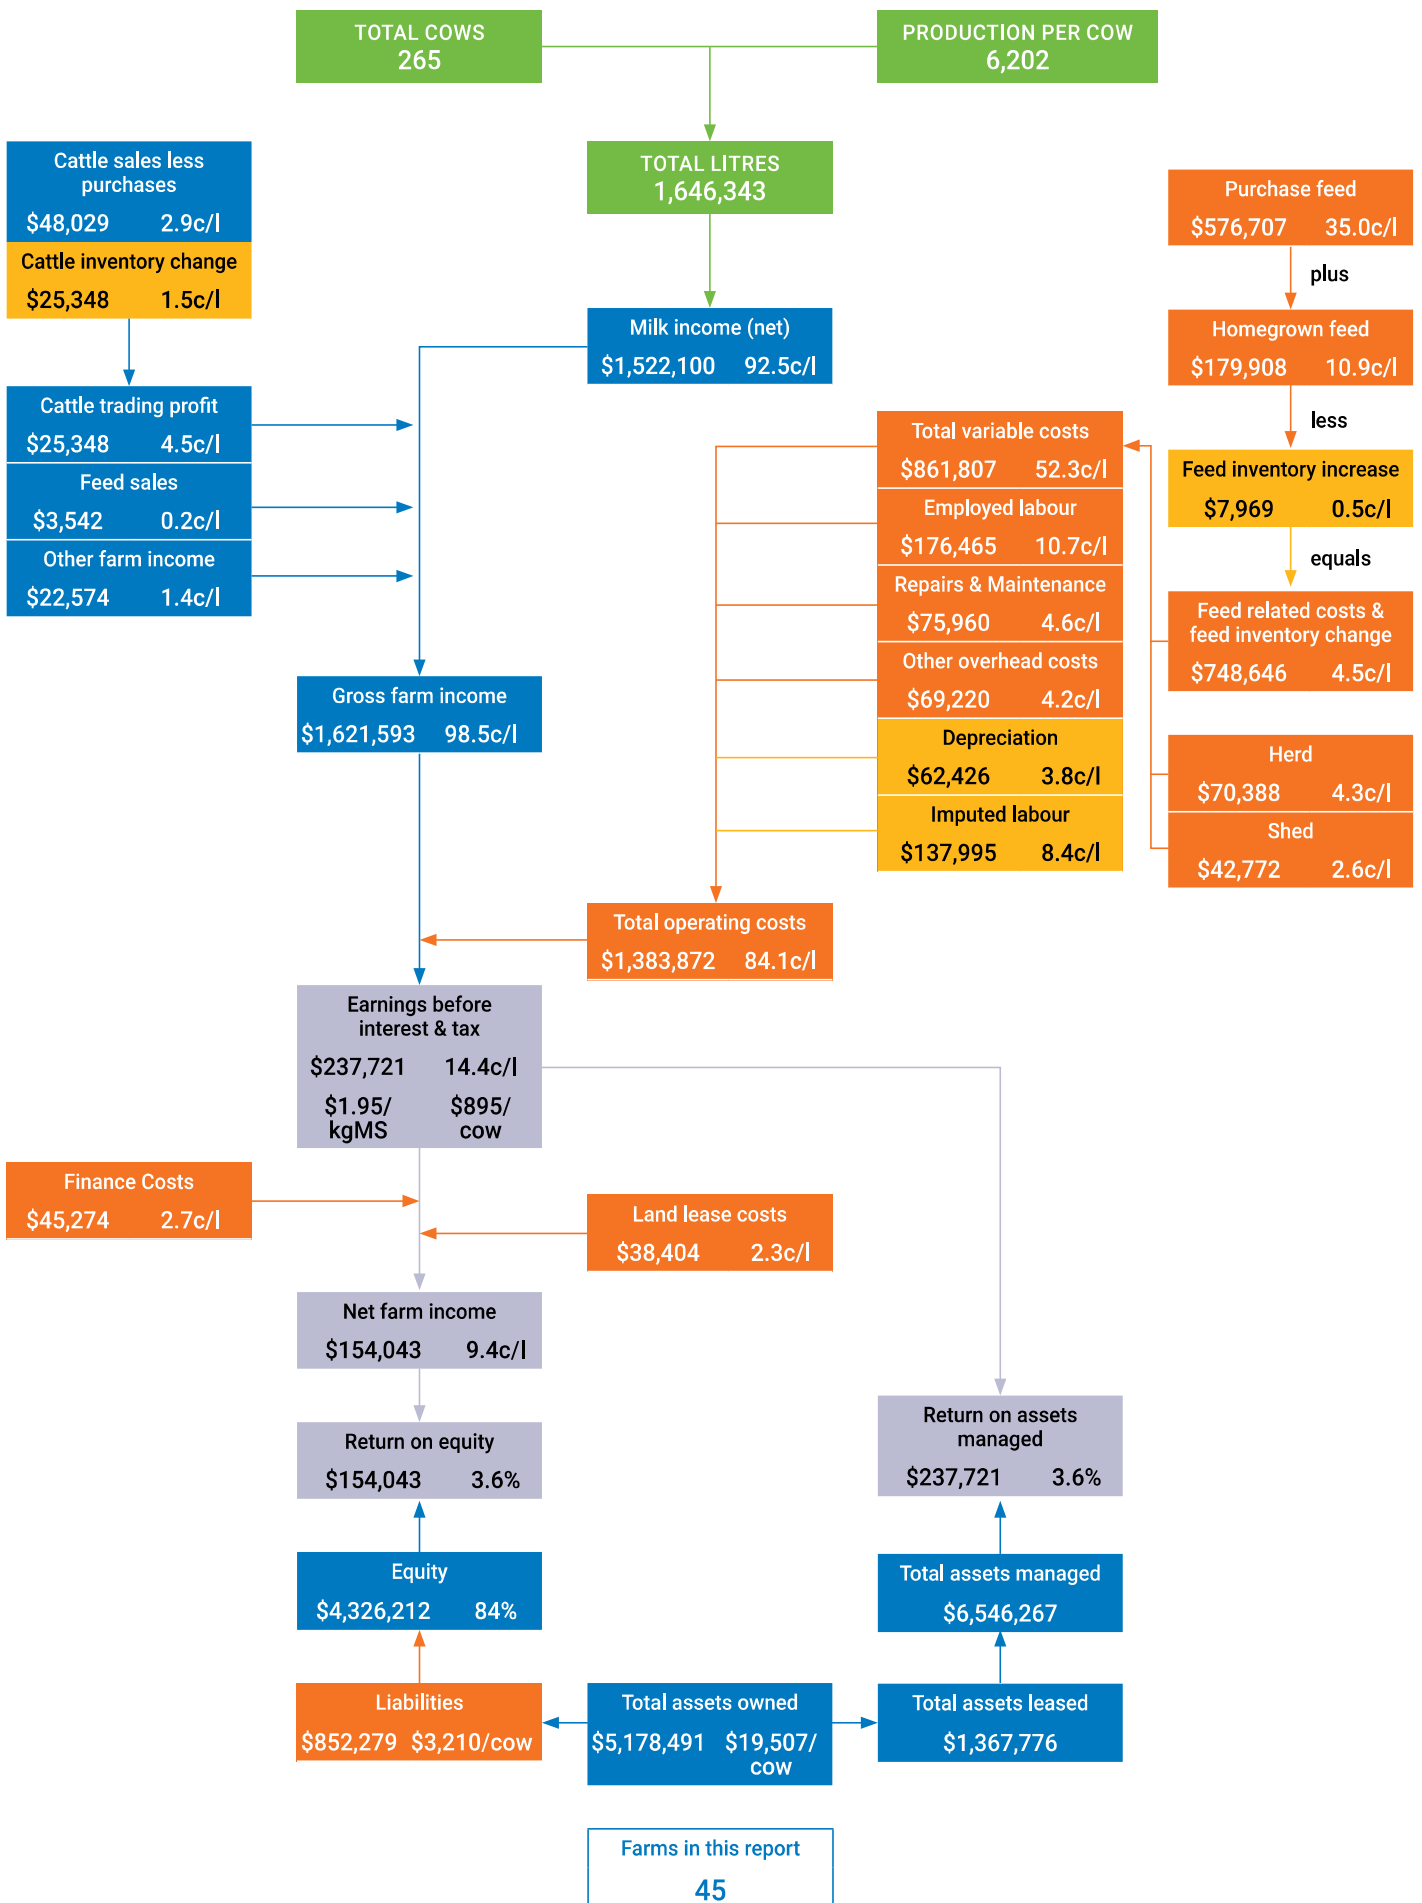 TOTAL COWS
265
PRODUCTION PER COW
6,202
TOTAL LITRES
1,646,343
Cattle sales less
purchases
$48,029 2.9c/l
Cattle inventory change
$25,348 1.5c/l
Cattle trading profit
$25,348 4.5c/l
Feed sales
$3,542 0.2c/l
Other farm income
$22,574 1.4c/l
Milk income (net)
$1,522,100 92.5c/l
Purchase feed
$576,707 35.0c/l
plus
Homegrown feed
$179,908 10.9c/l
less
Feed inventory increase
$7,969 0.5c/l
equals
Feed related costs &
feed inventory change
$748,646 4.5c/l
Herd
$70,388 4.3c/l
Shed
$42,772 2.6c/l
Total variable costs
$861,807 52.3c/l
Employed labour
$176,465 10.7c/l
Repairs & Maintenance
$75,960 4.6c/l
Other overhead costs
$69,220 4.2c/l
Depreciation
$62,426 3.8c/l
Imputed labour
$137,995 8.4c/l
Gross farm income
$1,621,593 98.5c/l
Total operating costs
$1,383,872 84.1c/l
Earnings before
interest & tax
$237,721 14.4c/l
$1.95/ $895/
kgMS cow
Finance Costs
$45,274 2.7c/l
Land lease costs
$38,404 2.3c/l
Net farm income
$154,043 9.4c/l
Return on equity
$154,043 3.6%
Return on assets
managed
$237,721 3.6%
Equity
$4,326,212 84%
Total assets managed
$6,546,267
Liabilities
$852,279 $3,210/cow
Total assets owned
$5,178,491 $19,507/
cow
Total assets leased
$1,367,776
Farms in this report
45